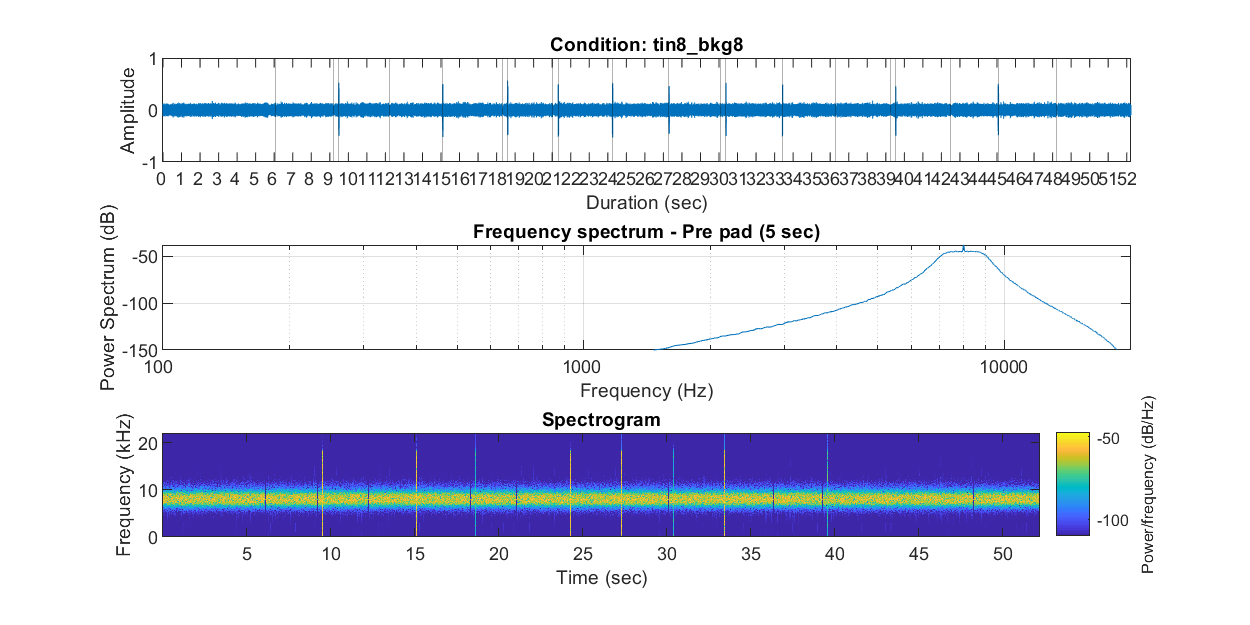 Condition: tin8_bkg8
1
0
-1
Amplitude
0 1 2 3 4 5 6 7 8 9 10 11 12 13 14 15 16 17 18 19 20 21 22 23 24 25 26 27 28 29 30 31 32 33 34 35 36 37 38 39 40 41 42 43 44 45 46 47 48 49 50 51 52
Duration (sec)
Frequency spectrum - Pre pad (5 sec)
-50
-100
-150
Power Spectrum (dB)
100 1000 10000
Frequency (Hz)
Spectrogram
20
10
0
Frequency (kHz)
5 10 15 20 25 30 35 40 45 50
Time (sec)
-50
-100
Power/frequency (dB/Hz)